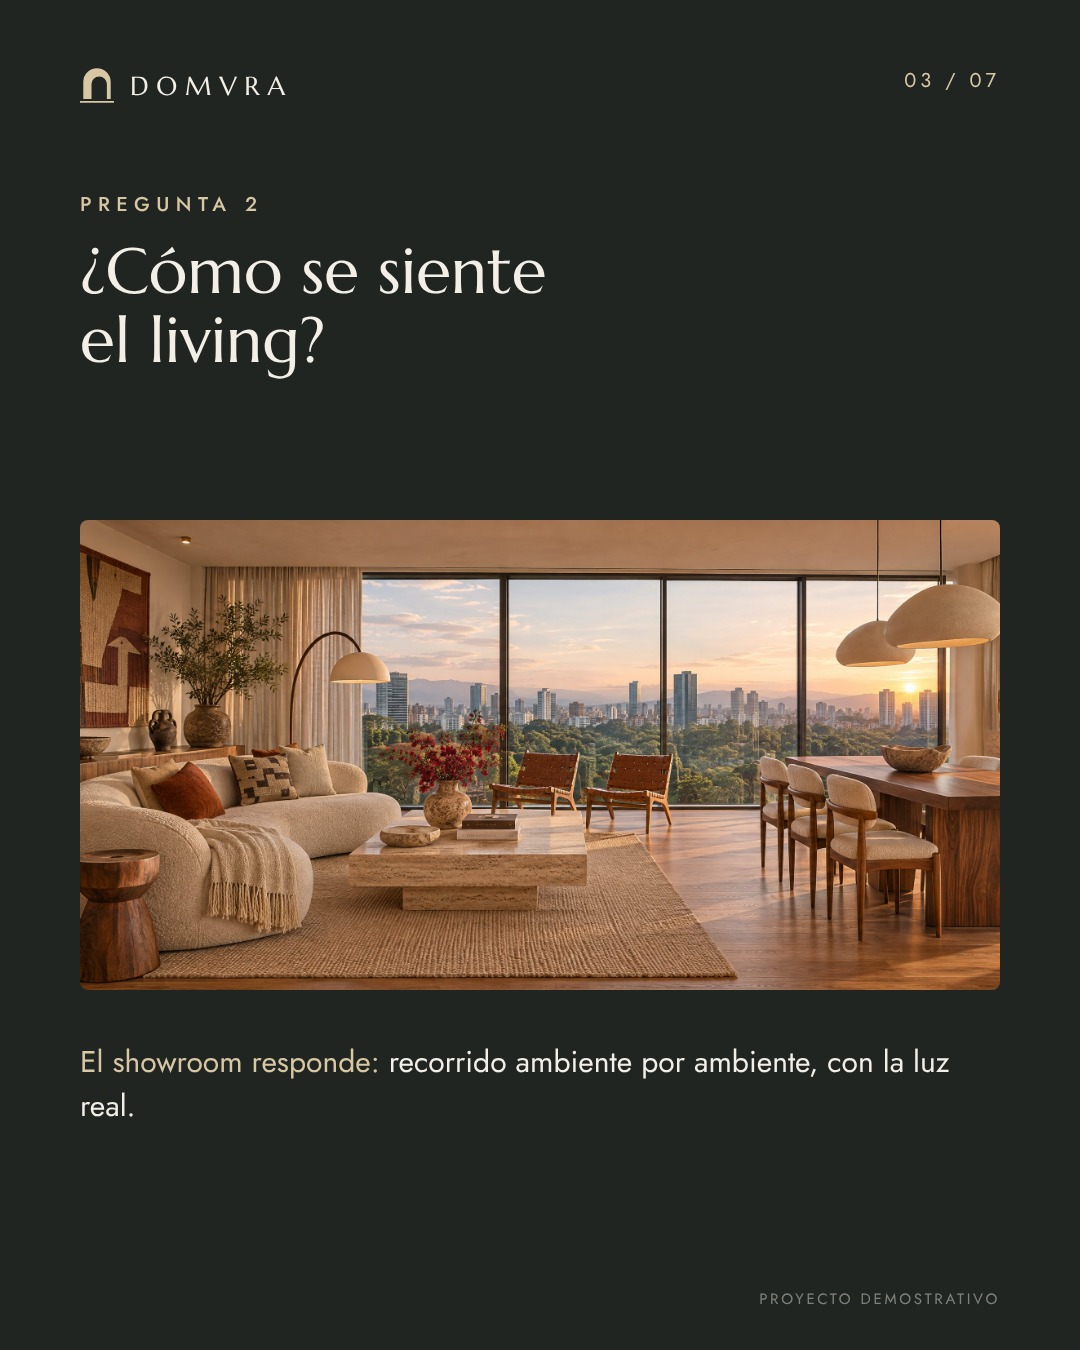 DOMVRA
03 / 07
PREGUNTA 2
¿Cómo se siente
el living?
El showroom responde: recorrido ambiente por ambiente, con la luz
real.
PROYECTO DEMOSTRATIVO